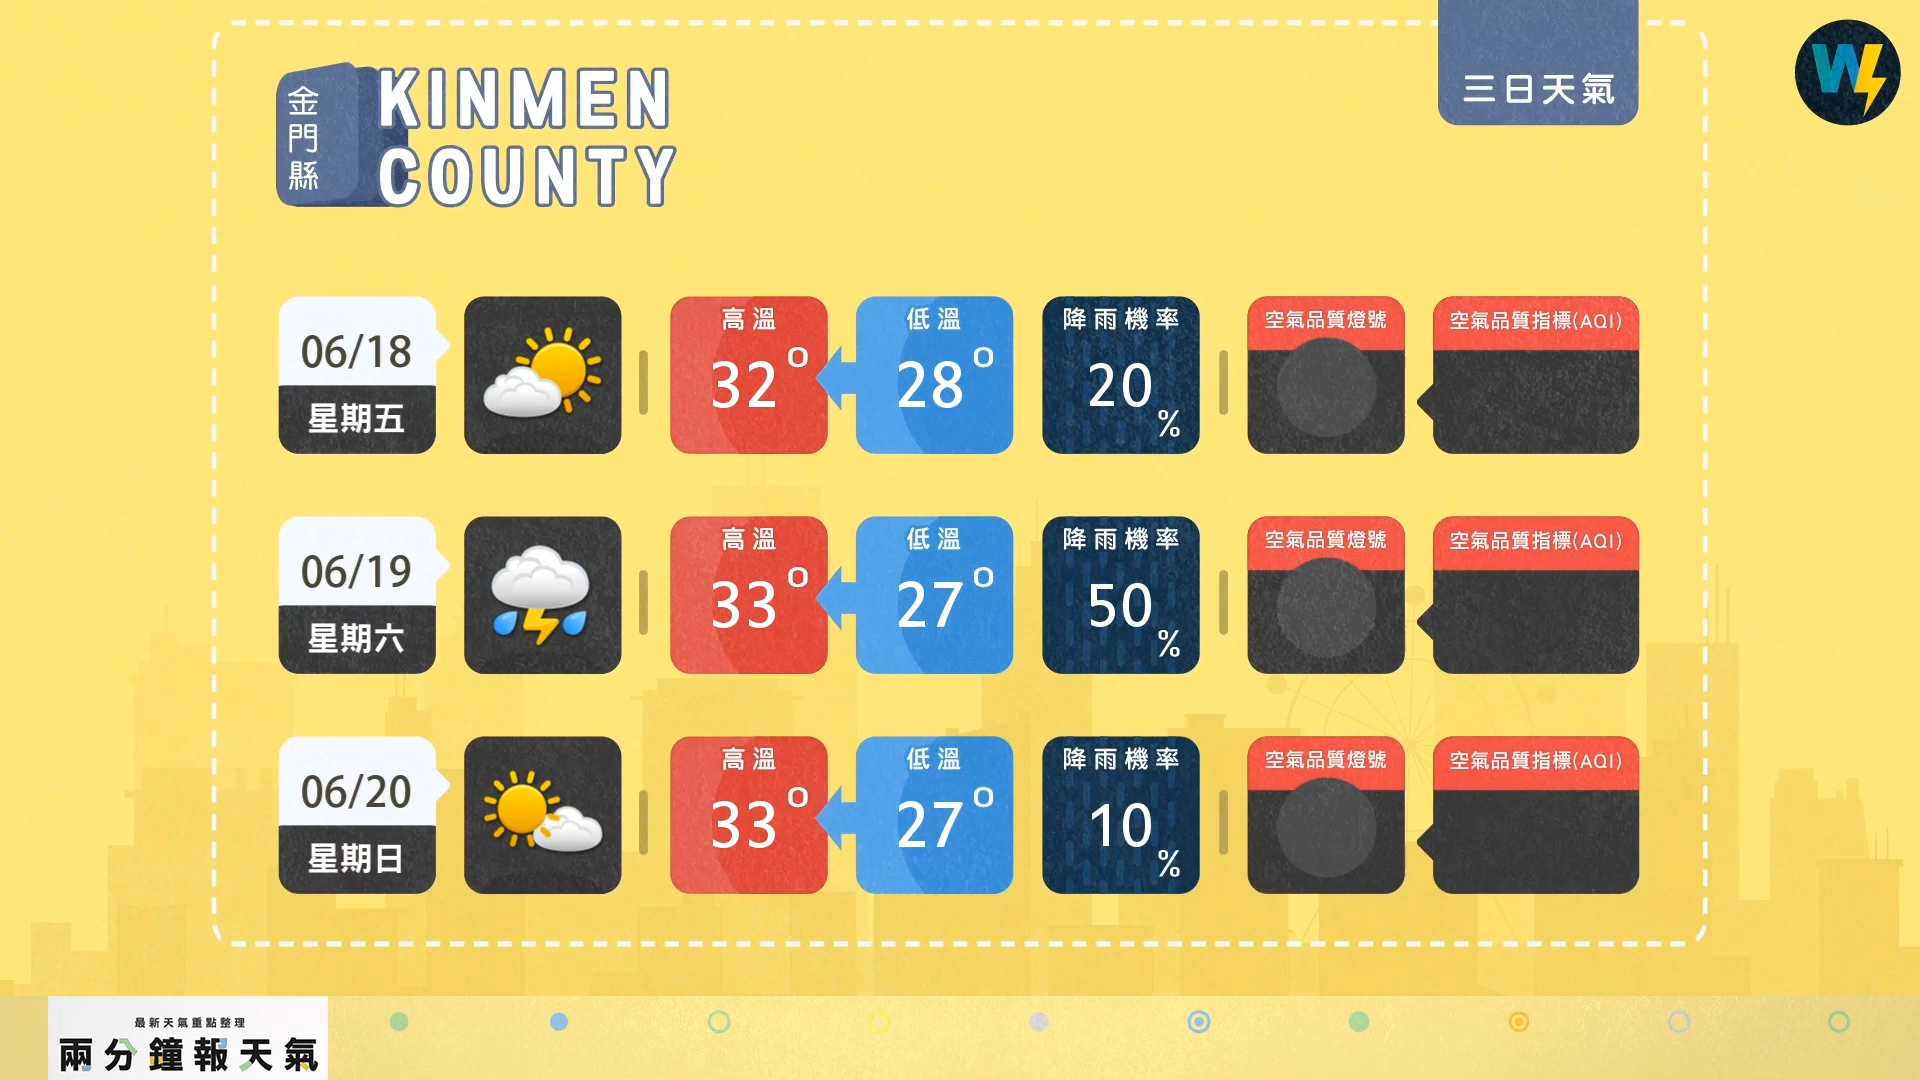 金門縣
KINMEN
COUNTY
三日天氣
W
06/18
星期五
高溫
32°
低溫
28°
降雨機率
20%
空氣品質燈號
空氣品質指標(AQI)
06/19
星期六
高溫
33°
低溫
27°
降雨機率
50%
空氣品質燈號
空氣品質指標(AQI)
06/20
星期日
高溫
33°
低溫
27°
降雨機率
10%
空氣品質燈號
空氣品質指標(AQI)
最新天氣重點整理
兩分鐘報天氣